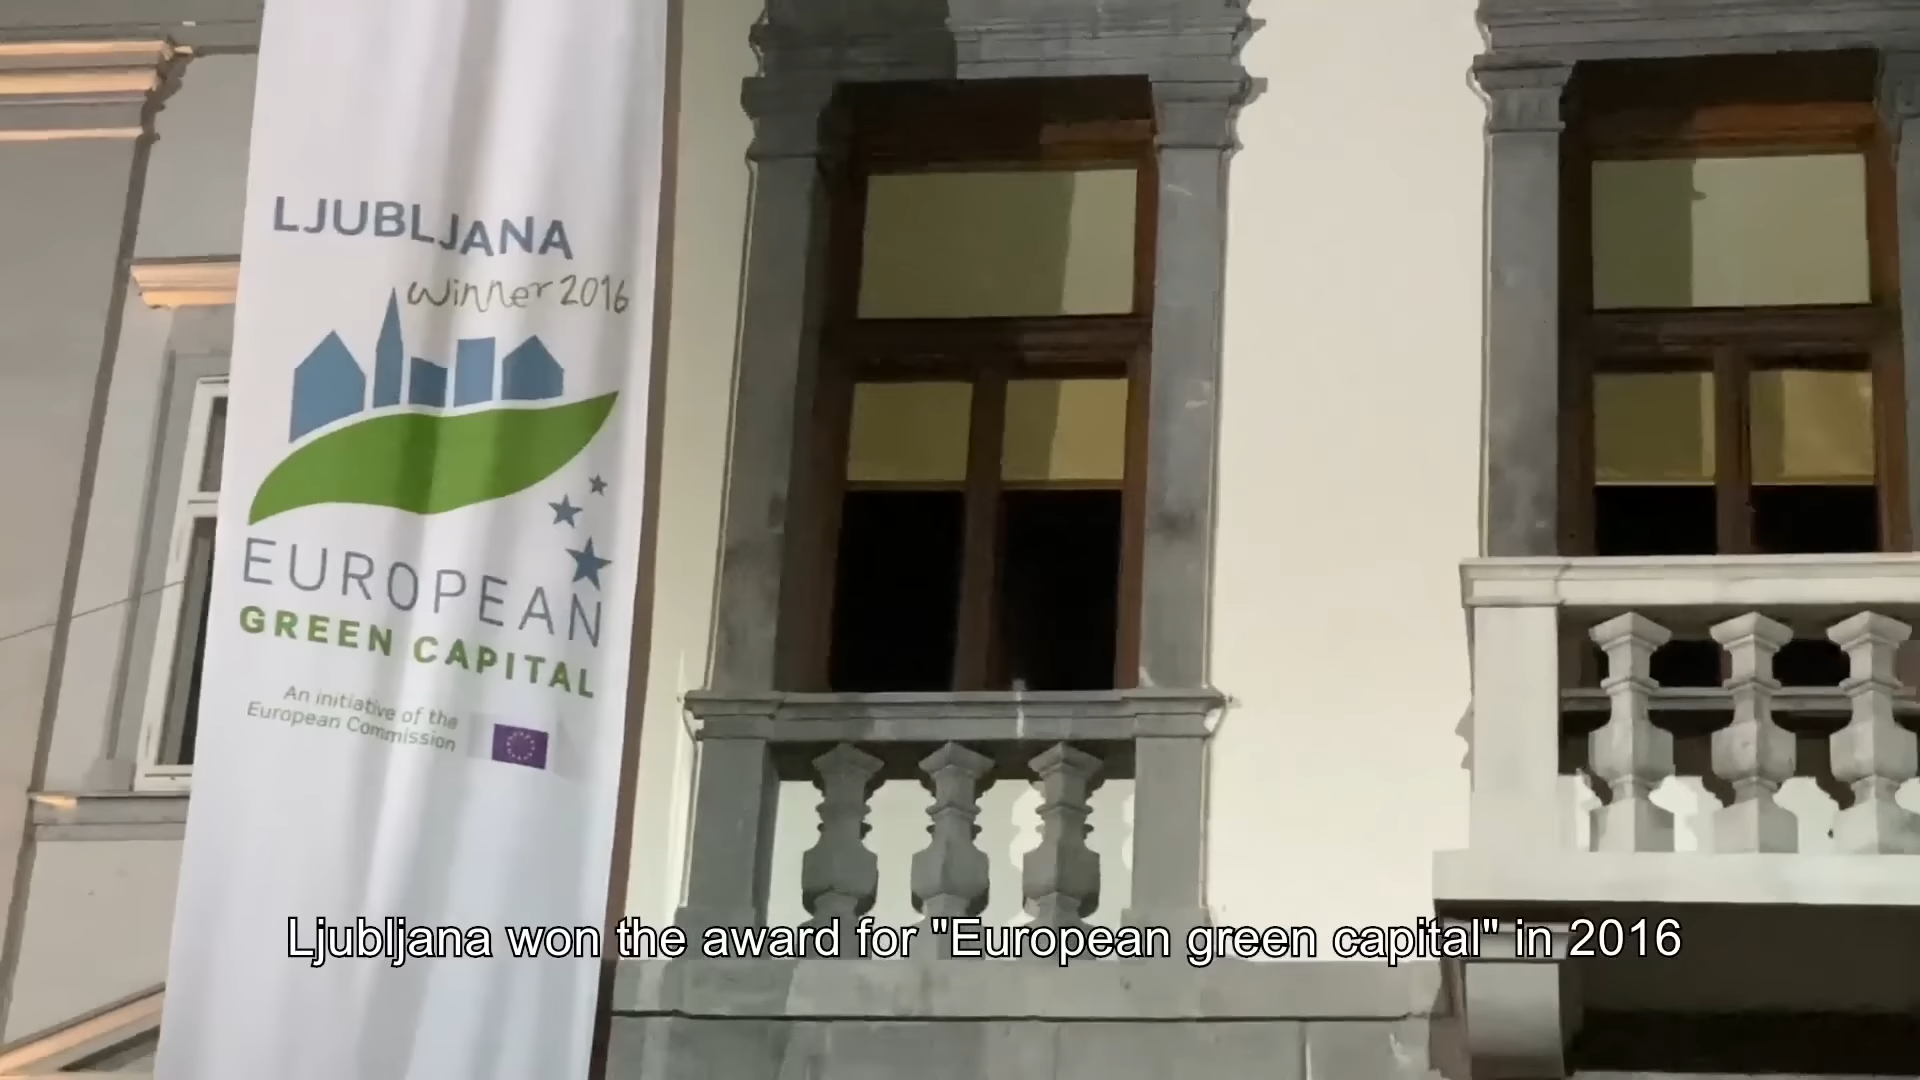 LJUBLJANA
winner 2016
EUROPEAN
GREEN CAPITAL
An initiative of the
European Commission
Ljubljana won the award for "European green capital" in 2016